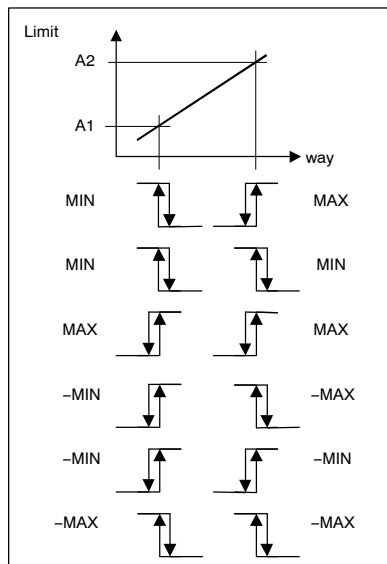 Limit
A2
A1
way
MIN MAX
MIN MIN
MAX MAX
–MIN –MAX
–MIN –MIN
–MAX –MAX